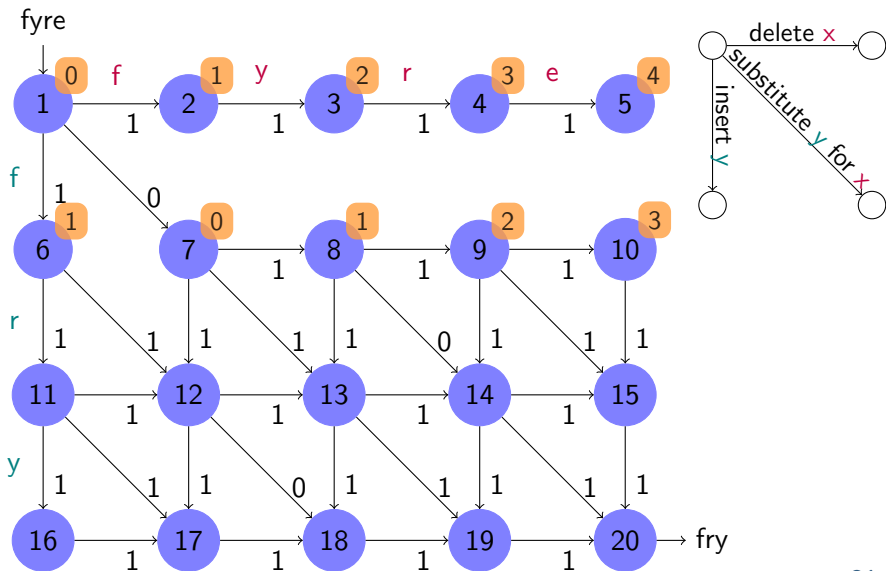 fyre
0 1 2 3 4
f y r e
1 2 3 4 5
1 1 1 1
f 1 0
1 0 1 2 3
6 7 8 9 10
1 1 1
r 1 1 1 1 1 0 1 1 1
11 12 13 14 15
1 1 1 1
y 1 1 1 0 1 1 1 1 1
16 17 18 19 20 fry
1 1 1 1
delete x
substitute y for x
insert y